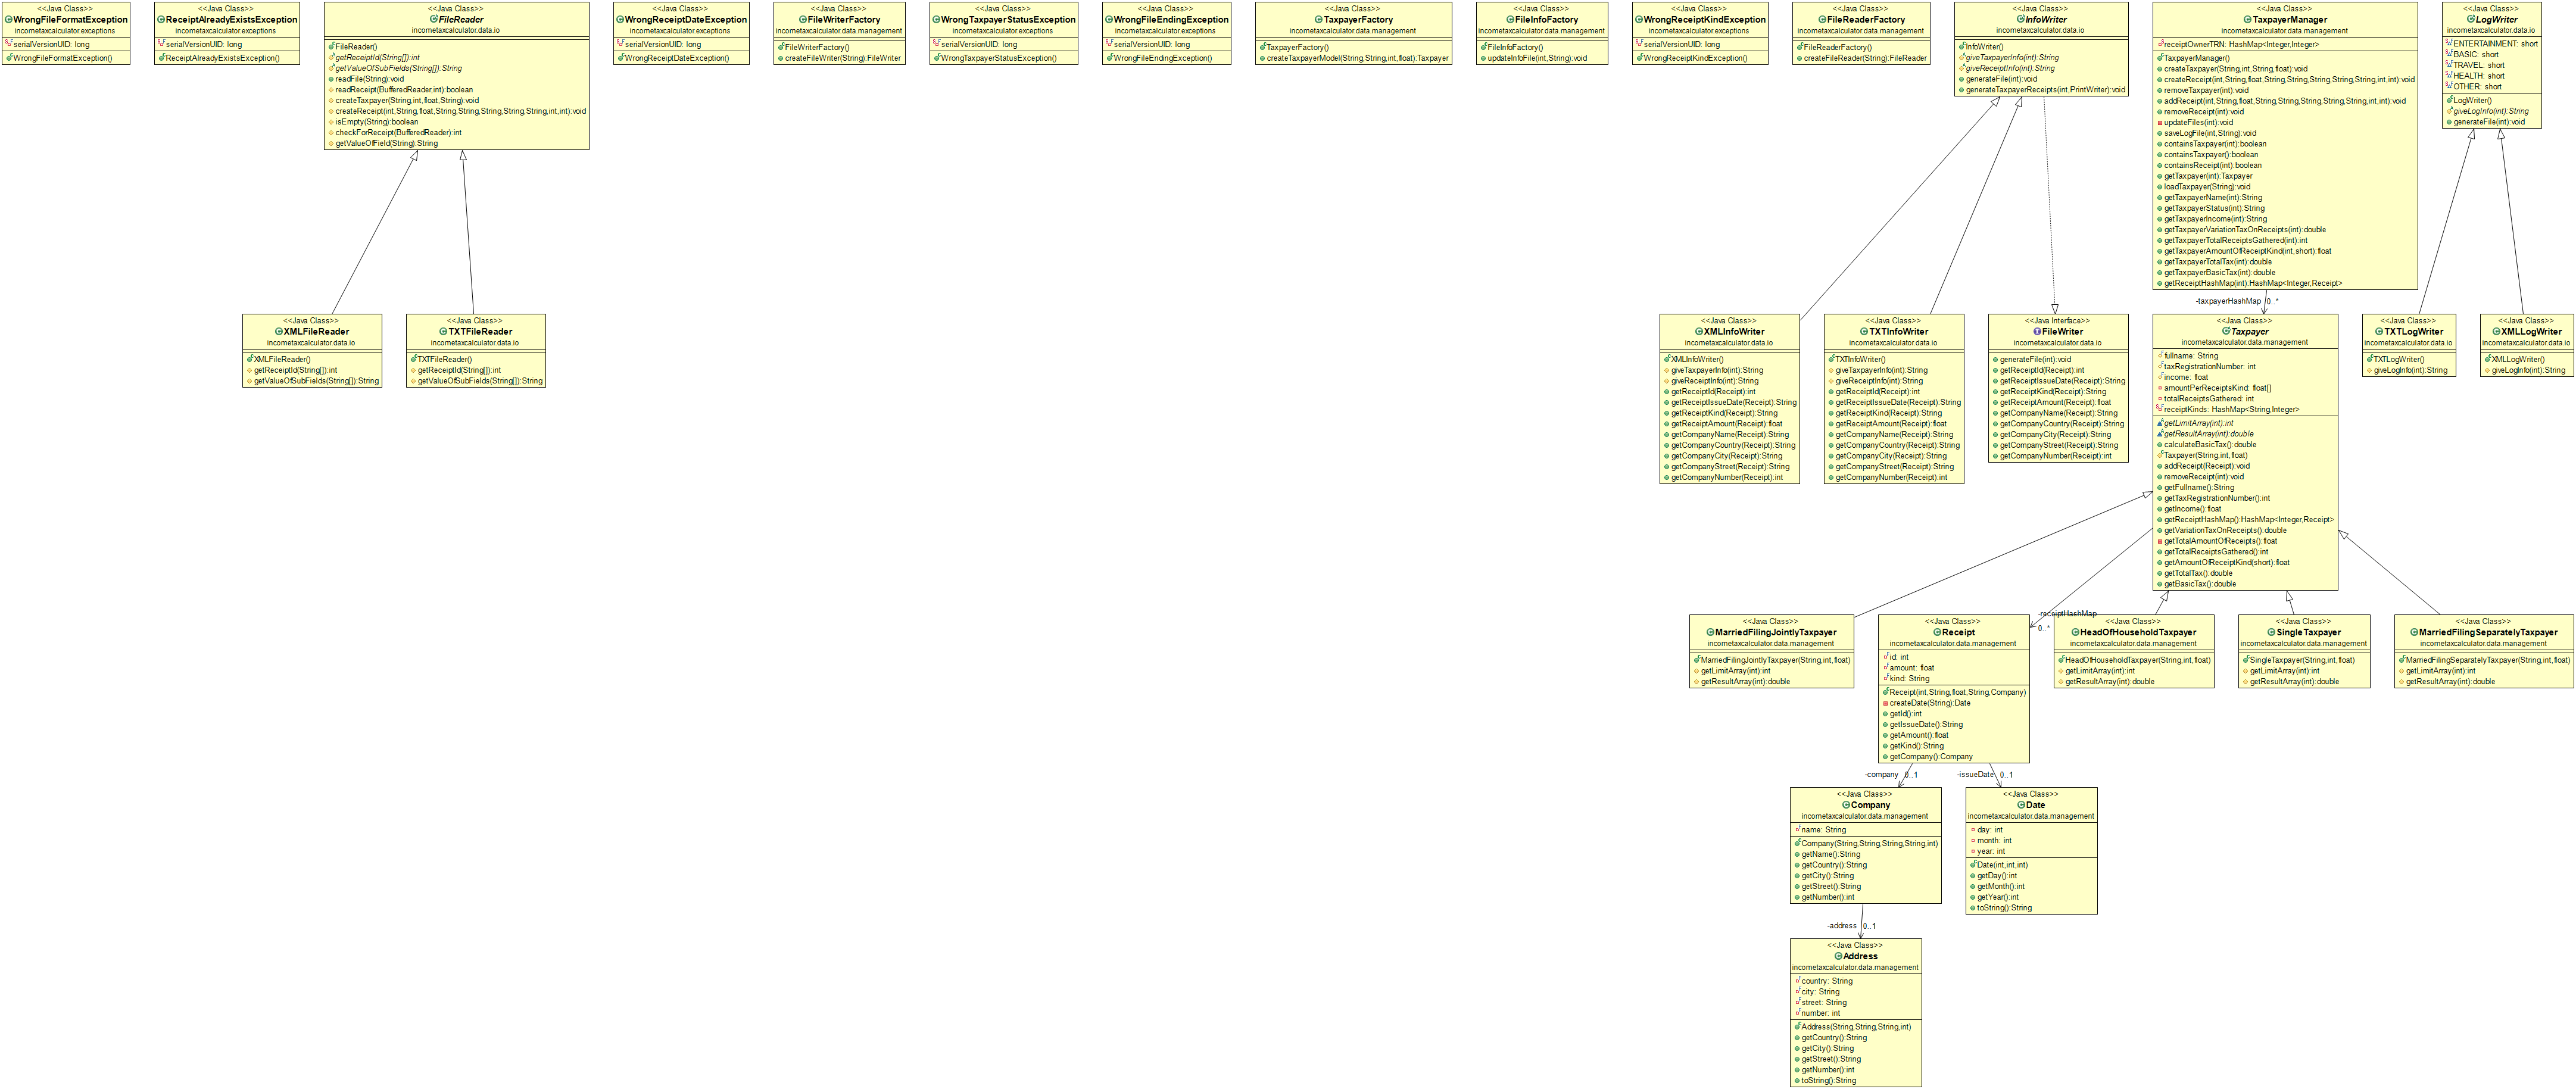 <<Java Class>>
WrongFileFormatException
incometaxcalculator.exceptions
serialVersionUID: long
WrongFileFormatException()
<<Java Class>>
ReceiptAlreadyExistsException
incometaxcalculator.exceptions
serialVersionUID: long
ReceiptAlreadyExistsException()
<<Java Class>>
FileReader
incometaxcalculator.data.io
FileReader()
getReceiptId(String[]):int
getValueOfSubFields(String[]):String
readFile(String):void
readReceipt(BufferedReader,int):boolean
createTaxpayer(String,int,float,String):void
createReceipt(int,String,float,String,String,String,String,String,int,int):void
isEmpty(String):boolean
checkForReceipt(BufferedReader):int
getValueOfField(String):String
<<Java Class>>
WrongReceiptDateException
incometaxcalculator.exceptions
serialVersionUID: long
WrongReceiptDateException()
<<Java Class>>
FileWriterFactory
incometaxcalculator.data.management
FileWriterFactory()
createFileWriter(String):FileWriter
<<Java Class>>
WrongTaxpayerStatusException
incometaxcalculator.exceptions
serialVersionUID: long
WrongTaxpayerStatusException()
<<Java Class>>
WrongFileEndingException
incometaxcalculator.exceptions
serialVersionUID: long
WrongFileEndingException()
<<Java Class>>
TaxpayerFactory
incometaxcalculator.data.management
TaxpayerFactory()
createTaxpayerModel(String,String,int,float):Taxpayer
<<Java Class>>
FileInfoFactory
incometaxcalculator.data.management
FileInfoFactory()
updateInfoFile(int,String):void
<<Java Class>>
WrongReceiptKindException
incometaxcalculator.exceptions
serialVersionUID: long
WrongReceiptKindException()
<<Java Class>>
FileReaderFactory
incometaxcalculator.data.management
FileReaderFactory()
createFileReader(String):FileReader
<<Java Class>>
InfoWriter
incometaxcalculator.data.io
InfoWriter()
giveTaxpayerInfo(int):String
giveReceiptInfo(int):String
generateFile(int):void
generateTaxpayerReceipts(int,PrintWriter):void
<<Java Class>>
TaxpayerManager
incometaxcalculator.data.management
receiptOwnerTRN: HashMap<Integer,Integer>
TaxpayerManager()
createTaxpayer(String,int,String,float):void
createReceipt(int,String,float,String,String,String,String,String,int,int):void
removeTaxpayer(int):void
addReceipt(int,String,float,String,String,String,String,String,int,int):void
removeReceipt(int):void
updateFiles(int):void
saveLogFile(int,String):void
containsTaxpayer(int):boolean
containsTaxpayer():boolean
containsReceipt(int):boolean
getTaxpayer(int):Taxpayer
loadTaxpayer(String):void
getTaxpayerName(int):String
getTaxpayerStatus(int):String
getTaxpayerIncome(int):String
getTaxpayerVariationTaxOnReceipts(int):double
getTaxpayerTotalReceiptsGathered(int):int
getTaxpayerAmountOfReceiptKind(int,short):float
getTaxpayerTotalTax(int):double
getTaxpayerBasicTax(int):double
getReceiptHashMap(int):HashMap<Integer,Receipt>
<<Java Class>>
LogWriter
incometaxcalculator.data.io
ENTERTAINMENT: short
BASIC: short
TRAVEL: short
HEALTH: short
OTHER: short
LogWriter()
giveLogInfo(int):String
generateFile(int):void
-taxpayerHashMap 0..*
<<Java Class>>
XMLFileReader
incometaxcalculator.data.io
XMLFileReader()
getReceiptId(String[]):int
getValueOfSubFields(String[]):String
<<Java Class>>
TXTFileReader
incometaxcalculator.data.io
TXTFileReader()
getReceiptId(String[]):int
getValueOfSubFields(String[]):String
<<Java Class>>
XMLInfoWriter
incometaxcalculator.data.io
XMLInfoWriter()
giveTaxpayerInfo(int):String
giveReceiptInfo(int):String
getReceiptId(Receipt):int
getReceiptIssueDate(Receipt):String
getReceiptKind(Receipt):String
getReceiptAmount(Receipt):float
getCompanyName(Receipt):String
getCompanyCountry(Receipt):String
getCompanyCity(Receipt):String
getCompanyStreet(Receipt):String
getCompanyNumber(Receipt):int
<<Java Class>>
TXTInfoWriter
incometaxcalculator.data.io
TXTInfoWriter()
giveTaxpayerInfo(int):String
giveReceiptInfo(int):String
getReceiptId(Receipt):int
getReceiptIssueDate(Receipt):String
getReceiptKind(Receipt):String
getReceiptAmount(Receipt):float
getCompanyName(Receipt):String
getCompanyCountry(Receipt):String
getCompanyCity(Receipt):String
getCompanyStreet(Receipt):String
getCompanyNumber(Receipt):int
<<Java Interface>>
FileWriter
incometaxcalculator.data.io
generateFile(int):void
getReceiptId(Receipt):int
getReceiptIssueDate(Receipt):String
getReceiptKind(Receipt):String
getReceiptAmount(Receipt):float
getCompanyName(Receipt):String
getCompanyCountry(Receipt):String
getCompanyCity(Receipt):String
getCompanyStreet(Receipt):String
getCompanyNumber(Receipt):int
<<Java Class>>
Taxpayer
incometaxcalculator.data.management
fullname: String
taxRegistrationNumber: int
income: float
amountPerReceiptsKind: float[]
totalReceiptsGathered: int
receiptKinds: HashMap<String,Integer>
getLimitArray(int):int
getResultArray(int):double
calculateBasicTax():double
Taxpayer(String,int,float)
addReceipt(Receipt):void
removeReceipt(int):void
getFullname():String
getTaxRegistrationNumber():int
getIncome():float
getReceiptHashMap():HashMap<Integer,Receipt>
getVariationTaxOnReceipts():double
getTotalAmountOfReceipts():float
getTotalReceiptsGathered():int
getAmountOfReceiptKind(short):float
getTotalTax():double
getBasicTax():double
<<Java Class>>
TXTLogWriter
incometaxcalculator.data.io
TXTLogWriter()
giveLogInfo(int):String
<<Java Class>>
XMLLogWriter
incometaxcalculator.data.io
XMLLogWriter()
giveLogInfo(int):String
-receiptHashMap
0..*
<<Java Class>>
MarriedFilingJointlyTaxpayer
incometaxcalculator.data.management
MarriedFilingJointlyTaxpayer(String,int,float)
getLimitArray(int):int
getResultArray(int):double
<<Java Class>>
Receipt
incometaxcalculator.data.management
id: int
amount: float
kind: String
Receipt(int,String,float,String,Company)
createDate(String):Date
getId():int
getIssueDate():String
getAmount():float
getKind():String
getCompany():Company
<<Java Class>>
HeadOfHouseholdTaxpayer
incometaxcalculator.data.management
HeadOfHouseholdTaxpayer(String,int,float)
getLimitArray(int):int
getResultArray(int):double
<<Java Class>>
SingleTaxpayer
incometaxcalculator.data.management
SingleTaxpayer(String,int,float)
getLimitArray(int):int
getResultArray(int):double
<<Java Class>>
MarriedFilingSeparatelyTaxpayer
incometaxcalculator.data.management
MarriedFilingSeparatelyTaxpayer(String,int,float)
getLimitArray(int):int
getResultArray(int):double
-company 0..1
-issueDate 0..1
<<Java Class>>
Company
incometaxcalculator.data.management
name: String
Company(String,String,String,String,int)
getName():String
getCountry():String
getCity():String
getStreet():String
getNumber():int
<<Java Class>>
Date
incometaxcalculator.data.management
day: int
month: int
year: int
Date(int,int,int)
getDay():int
getMonth():int
getYear():int
toString():String
-address 0..1
<<Java Class>>
Address
incometaxcalculator.data.management
country: String
city: String
street: String
number: int
Address(String,String,String,int)
getCountry():String
getCity():String
getStreet():String
getNumber():int
toString():String